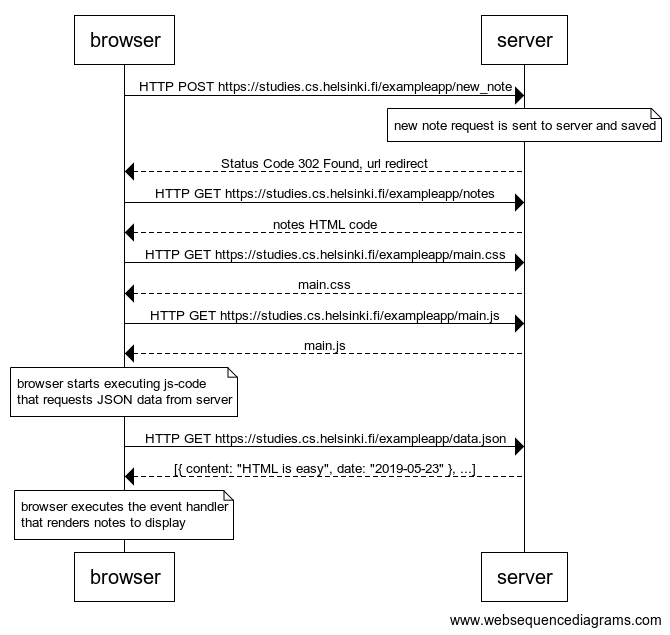 browser
server
HTTP POST https://studies.cs.helsinki.fi/exampleapp/new_note
new note request is sent to server and saved
Status Code 302 Found, url redirect
HTTP GET https://studies.cs.helsinki.fi/exampleapp/notes
notes HTML code
HTTP GET https://studies.cs.helsinki.fi/exampleapp/main.css
main.css
HTTP GET https://studies.cs.helsinki.fi/exampleapp/main.js
main.js
browser starts executing js-code
that requests JSON data from server
HTTP GET https://studies.cs.helsinki.fi/exampleapp/data.json
[{ content: "HTML is easy", date: "2019-05-23" }, ...]
browser executes the event handler
that renders notes to display
browser
server
www.websequencediagrams.com